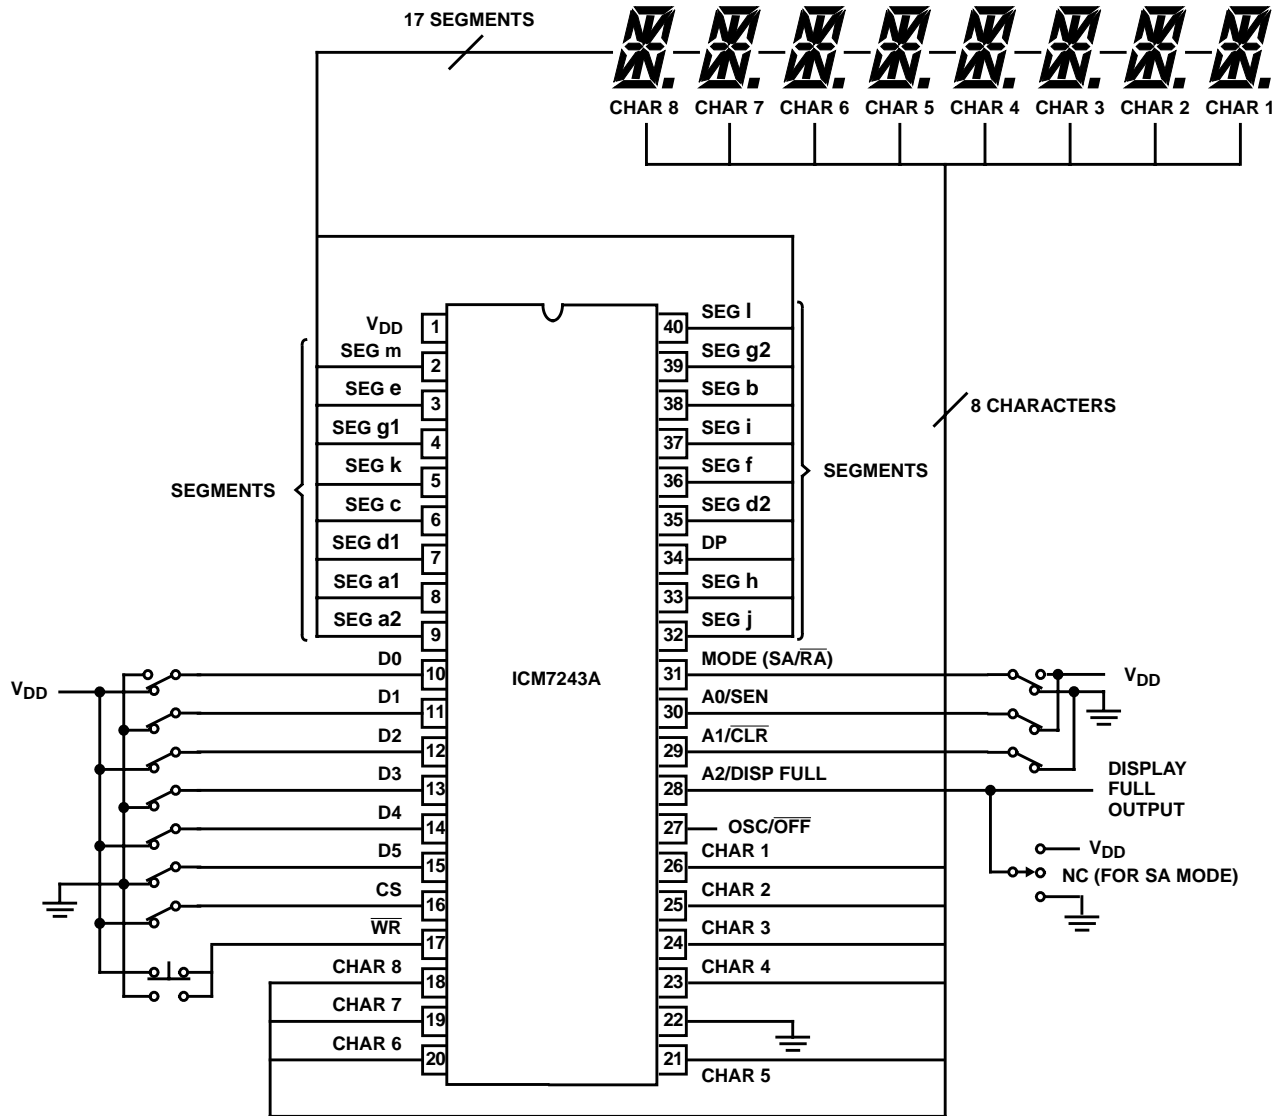 17 SEGMENTS
CHAR 8 CHAR 7 CHAR 6 CHAR 5 CHAR 4 CHAR 3 CHAR 2 CHAR 1
8 CHARACTERS
ICM7243A
SEGMENTS
VDD 1
SEG m 2
SEG e 3
SEG g1 4
SEG k 5
SEG c 6
SEG d1 7
SEG a1 8
SEG a2 9
D0 10
D1 11
D2 12
D3 13
D4 14
D5 15
CS 16
W̅R̅ 17
CHAR 8 18
CHAR 7 19
CHAR 6 20
VDD
40 SEG l
39 SEG g2
38 SEG b
37 SEG i
36 SEG f
35 SEG d2
34 DP
33 SEG h
32 SEG j
SEGMENTS
31 MODE (SA/R̅A̅)
30 A0/SEN
29 A1/C̅L̅R̅
28 A2/DISP FULL
27 OSC/O̅F̅F̅
26 CHAR 1
25 CHAR 2
24 CHAR 3
23 CHAR 4
22
21 CHAR 5
VDD
DISPLAY
FULL
OUTPUT
VDD
NC (FOR SA MODE)